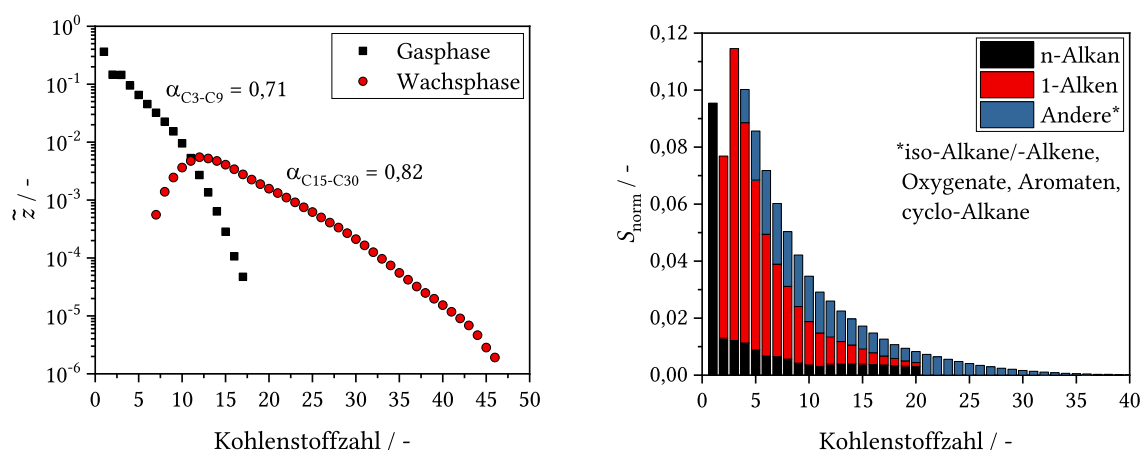 10⁰
10⁻¹
10⁻²
10⁻³
10⁻⁴
10⁻⁵
10⁻⁶
z̃ / -
Gasphase
Wachsphase
α_C3-C9 = 0,71
α_C15-C30 = 0,82
0 5 10 15 20 25 30 35 40 45 50
Kohlenstoffzahl / -
0,12
0,10
0,08
0,06
0,04
0,02
0,00
S_norm / -
n-Alkan
1-Alken
Andere*
*iso-Alkane/-Alkene,
Oxygenate, Aromaten,
cyclo-Alkane
0 5 10 15 20 25 30 35 40
Kohlenstoffzahl / -